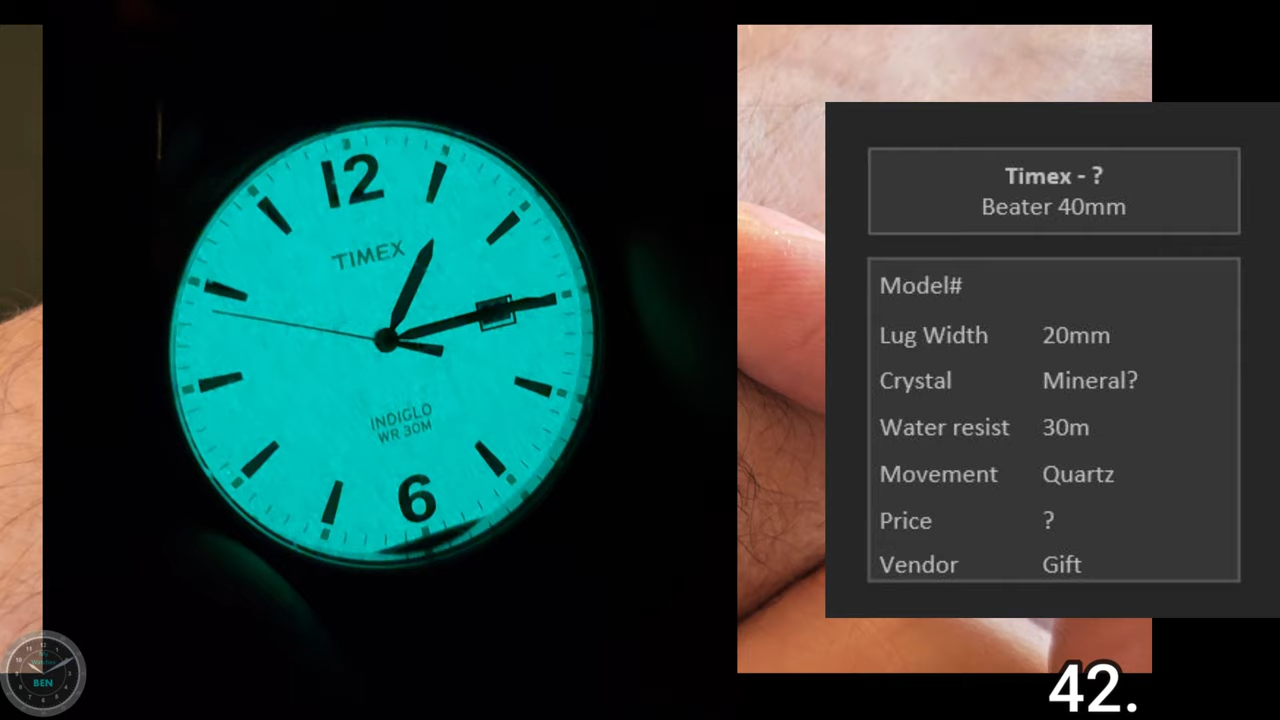 12
TIMEX
INDIGLO
WR 30M
6
Timex - ?
Beater 40mm
Model#
Lug Width 20mm
Crystal Mineral?
Water resist 30m
Movement Quartz
Price ?
Vendor Gift
BEN
42.